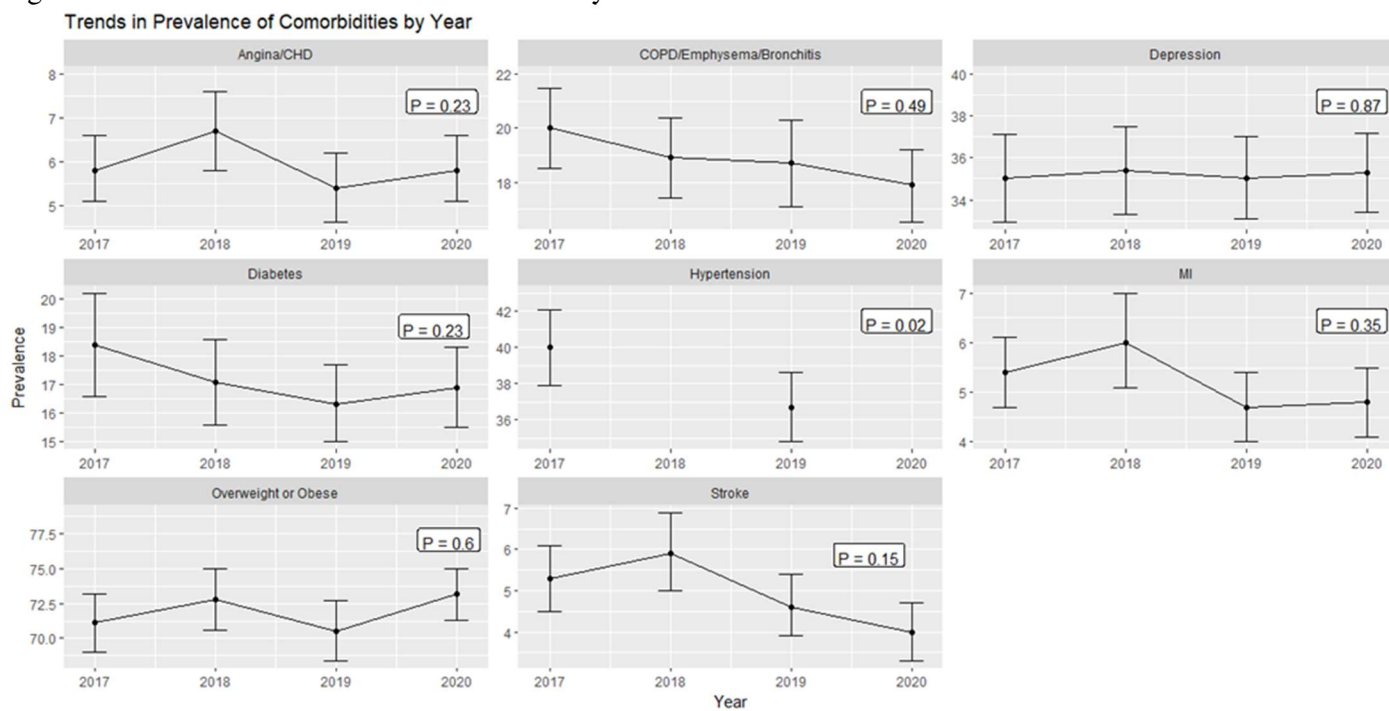 Trends in Prevalence of Comorbidities by Year
Angina/CHD
8
7
6
5
P = 0.23
2017 2018 2019 2020
COPD/Emphysema/Bronchitis
22
20
18
P = 0.49
2017 2018 2019 2020
Depression
40
38
36
34
P = 0.87
2017 2018 2019 2020
Prevalence
Diabetes
20
19
18
17
16
15
P = 0.23
2017 2018 2019 2020
Hypertension
42
40
38
36
P = 0.02
2017 2018 2019 2020
MI
7
6
5
4
P = 0.35
2017 2018 2019 2020
Overweight or Obese
77.5
75.0
72.5
70.0
P = 0.6
2017 2018 2019 2020
Stroke
7
6
5
4
P = 0.15
2017 2018 2019 2020
Year